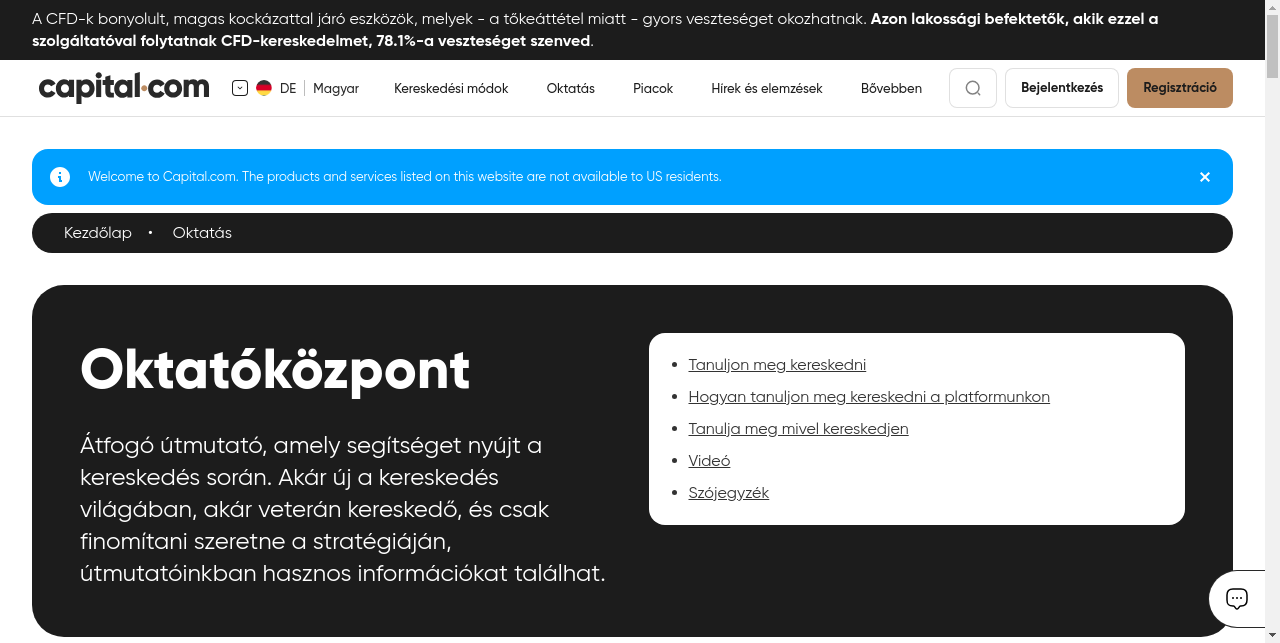 A CFD-k bonyolult, magas kockázattal járó eszközök, melyek - a tőkeáttétel miatt - gyors veszteséget okozhatnak. Azon lakossági befektetők, akik ezzel a
szolgáltatóval folytatnak CFD-kereskedelmet, 78.1%-a veszteséget szenved.
capital.com DE Magyar Kereskedési módok Oktatás Piacok Hírek és elemzések Bővebben Bejelentkezés Regisztráció
Welcome to Capital.com. The products and services listed on this website are not available to US residents.
Kezdőlap • Oktatás
Oktatóközpont
Átfogó útmutató, amely segítséget nyújt a
kereskedés során. Akár új a kereskedés
világában, akár veterán kereskedő, és csak
finomítani szeretne a stratégiáján,
útmutatóinkban hasznos információkat találhat.
Tanuljon meg kereskedni
Hogyan tanuljon meg kereskedni a platformunkon
Tanulja meg mivel kereskedjen
Videó
Szójegyzék